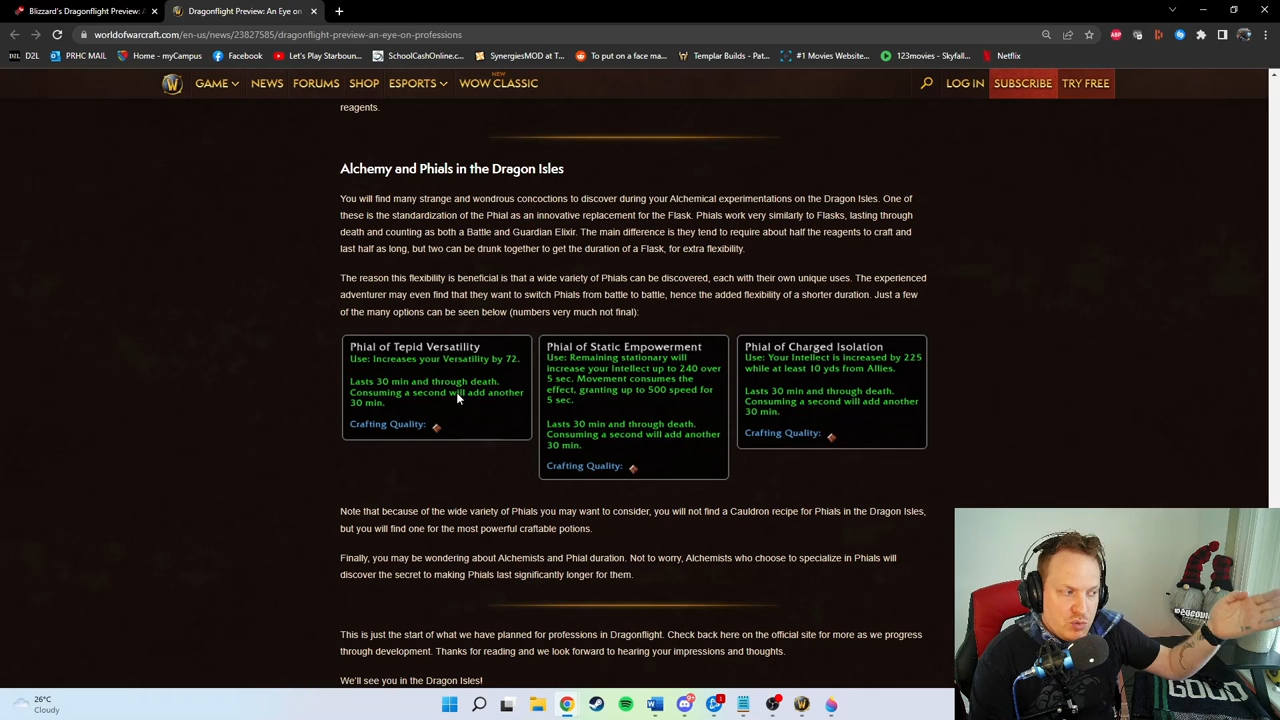 Blizzard's Dragonflight Preview: A
Dragonflight Preview: An Eye on
worldofwarcraft.com/en-us/news/23827585/dragonflight-preview-an-eye-on-professions
D2L
PRHC MAIL
Home - myCampus
Facebook
Let's Play Starboun...
SchoolCashOnline.c...
SynergiesMOD at T...
To put on a face ma...
Templar Builds - Pat...
#1 Movies Website...
123movies - Skyfall...
Netflix
GAME
NEWS
FORUMS
SHOP
ESPORTS
NEW
WOW CLASSIC
LOG IN
SUBSCRIBE
TRY FREE
reagents.
Alchemy and Phials in the Dragon Isles
You will find many strange and wondrous concoctions to discover during your Alchemical experimentations on the Dragon Isles. One of
these is the standardization of the Phial as an innovative replacement for the Flask. Phials work very similarly to Flasks, lasting through
death and counting as both a Battle and Guardian Elixir. The main difference is they tend to require about half the reagents to craft and
last half as long, but two can be drunk together to get the duration of a Flask, for extra flexibility.
The reason this flexibility is beneficial is that a wide variety of Phials can be discovered, each with their own unique uses. The experienced
adventurer may even find that they want to switch Phials from battle to battle, hence the added flexibility of a shorter duration. Just a few
of the many options can be seen below (numbers very much not final):
Phial of Tepid Versatility
Use: Increases your Versatility by 72.
Lasts 30 min and through death.
Consuming a second will add another
30 min.
Crafting Quality:
Phial of Static Empowerment
Use: Remaining stationary will
increase your Intellect up to 240 over
5 sec. Movement consumes the
effect, granting up to 500 speed for
5 sec.
Lasts 30 min and through death.
Consuming a second will add another
30 min.
Crafting Quality:
Phial of Charged Isolation
Use: Your Intellect is increased by 225
while at least 10 yds from Allies.
Lasts 30 min and through death.
Consuming a second will add another
30 min.
Crafting Quality:
Note that because of the wide variety of Phials you may want to consider, you will not find a Cauldron recipe for Phials in the Dragon Isles,
but you will find one for the most powerful craftable potions.
Finally, you may be wondering about Alchemists and Phial duration. Not to worry, Alchemists who choose to specialize in Phials will
discover the secret to making Phials last significantly longer for them.
This is just the start of what we have planned for professions in Dragonflight. Check back here on the official site for more as we progress
through development. Thanks for reading and we look forward to hearing your impressions and thoughts.
We'll see you in the Dragon Isles!
26°C
Cloudy